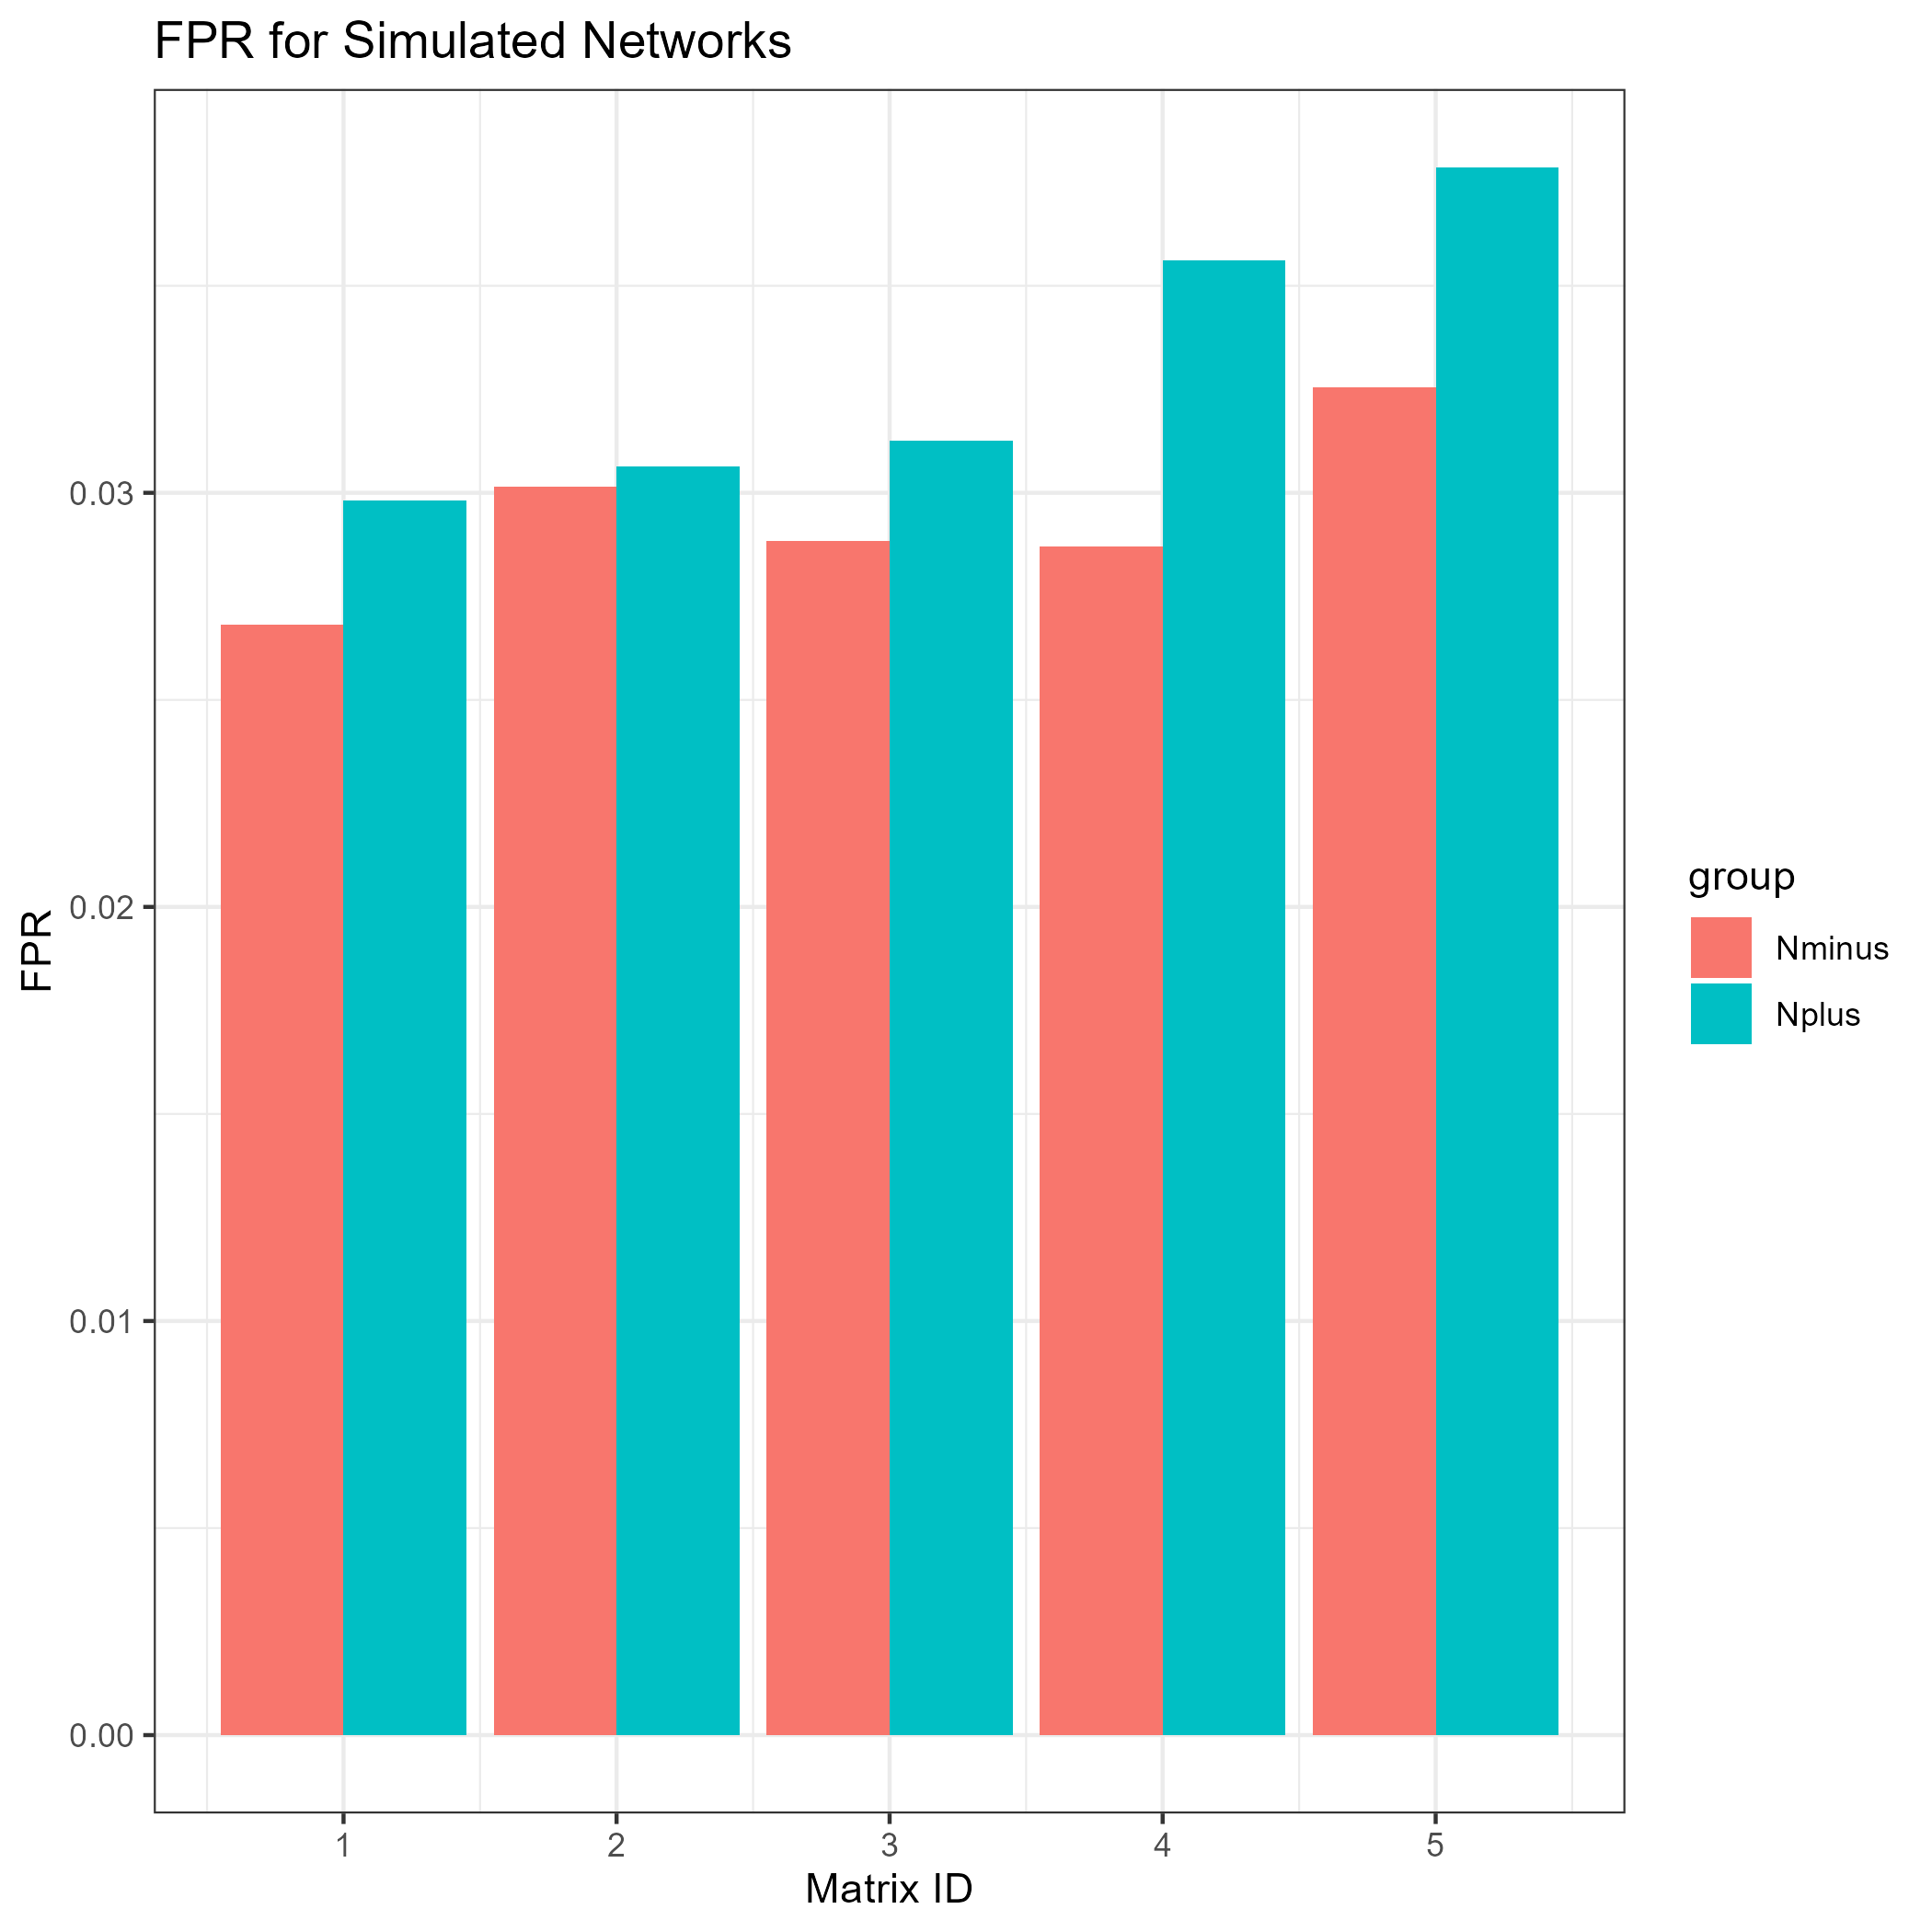 FPR for Simulated Networks
FPR
0.03
0.02
0.01
0.00
1 2 3 4 5
Matrix ID
group
Nminus
Nplus